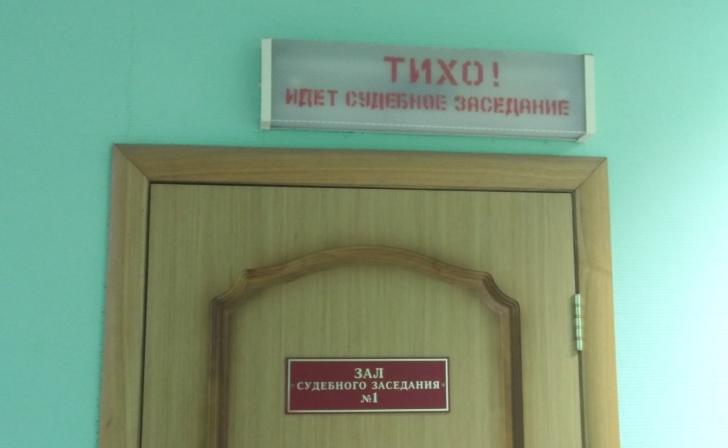 ТИХО!
ИДЕТ СУДЕБНОЕ ЗАСЕДАНИЕ
ЗАЛ
СУДЕБНОГО ЗАСЕДАНИЯ
№1